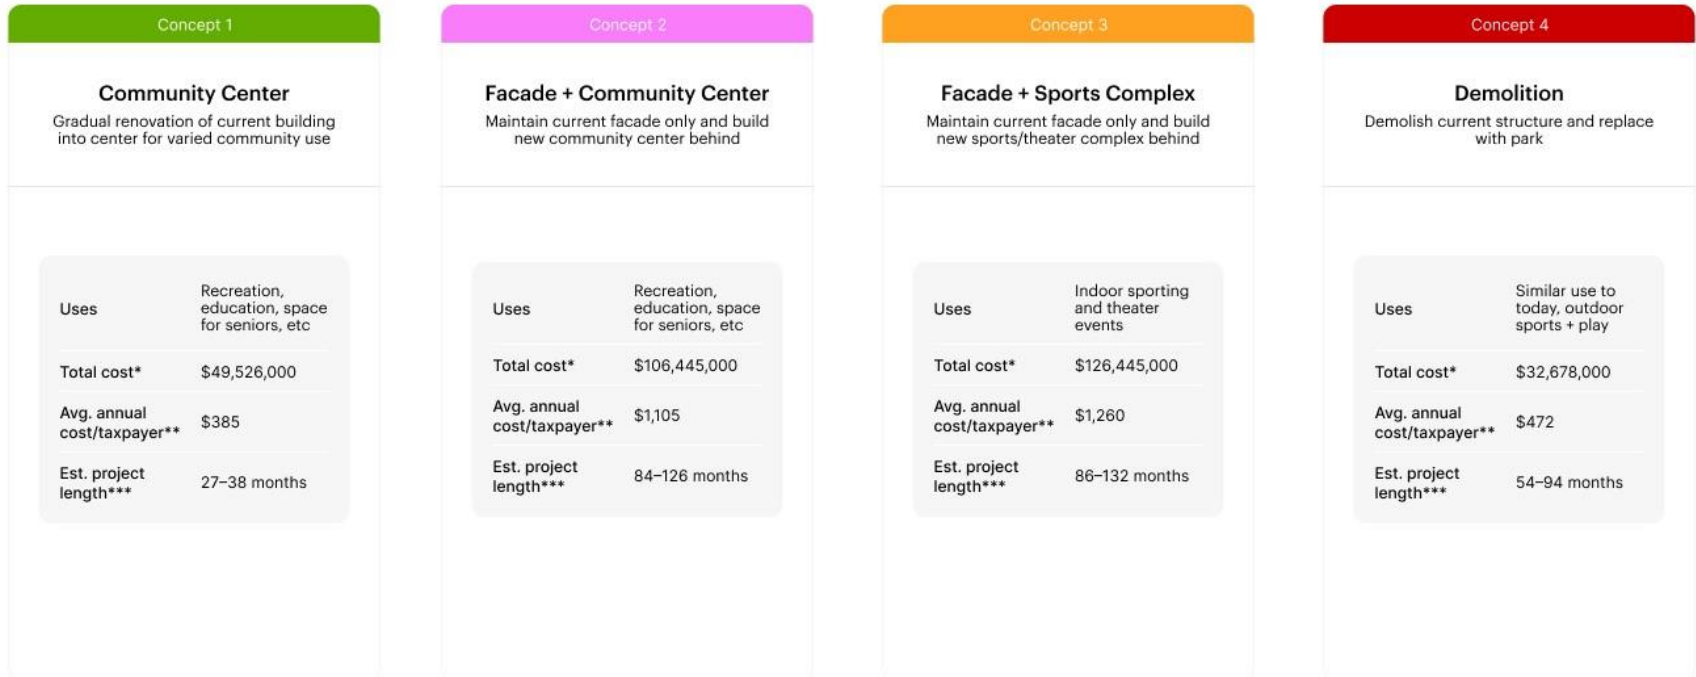 Concept 1
Community Center
Gradual renovation of current building
into center for varied community use
Uses
Recreation,
education, space
for seniors, etc
Total cost* $49,526,000
Avg. annual
cost/taxpayer**
$385
Est. project
length***
27–38 months
Concept 2
Facade + Community Center
Maintain current facade only and build
new community center behind
Uses
Recreation,
education, space
for seniors, etc
Total cost* $106,445,000
Avg. annual
cost/taxpayer**
$1,105
Est. project
length***
84–126 months
Concept 3
Facade + Sports Complex
Maintain current facade only and build
new sports/theater complex behind
Uses
Indoor sporting
and theater
events
Total cost* $126,445,000
Avg. annual
cost/taxpayer**
$1,260
Est. project
length***
86–132 months
Concept 4
Demolition
Demolish current structure and replace
with park
Uses
Similar use to
today, outdoor
sports + play
Total cost* $32,678,000
Avg. annual
cost/taxpayer**
$472
Est. project
length***
54–94 months